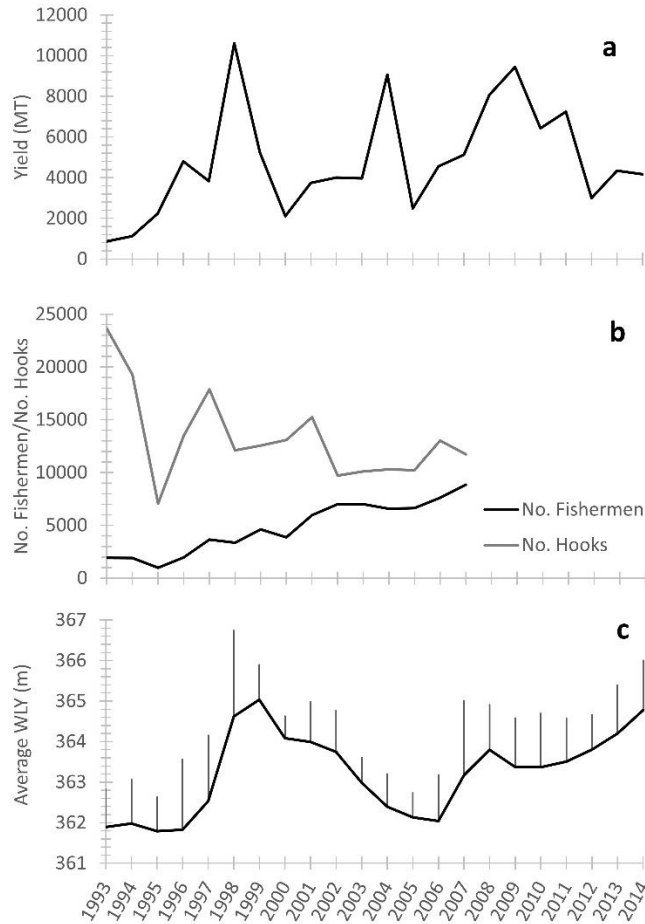 a
Yield (MT)
12000
10000
8000
6000
4000
2000
0
b
No. Fishermen/No. Hooks
25000
20000
15000
10000
5000
0
No. Fishermen
No. Hooks
c
Average WLY (m)
367
366
365
364
363
362
361
1993 1994 1995 1996 1997 1998 1999 2000 2001 2002 2003 2004 2005 2006 2007 2008 2009 2010 2011 2012 2013 2014